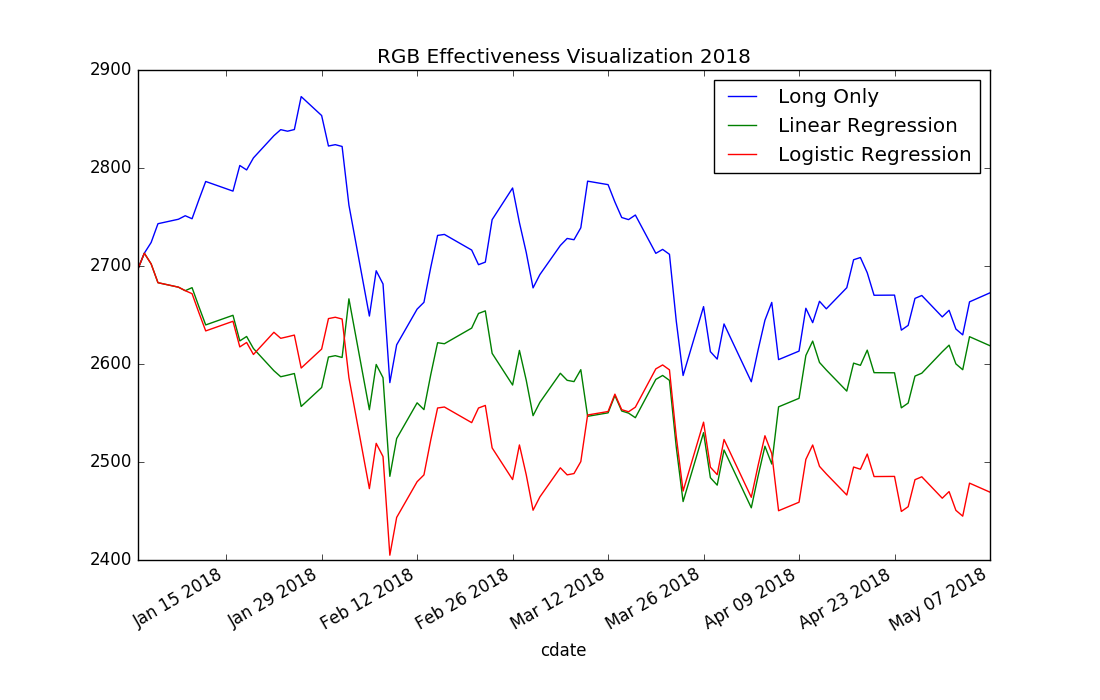 RGB Effectiveness Visualization 2018
2900
2800
2700
2600
2500
2400
Long Only
Linear Regression
Logistic Regression
Jan 15 2018
Jan 29 2018
Feb 12 2018
Feb 26 2018
Mar 12 2018
Mar 26 2018
Apr 09 2018
Apr 23 2018
May 07 2018
cdate